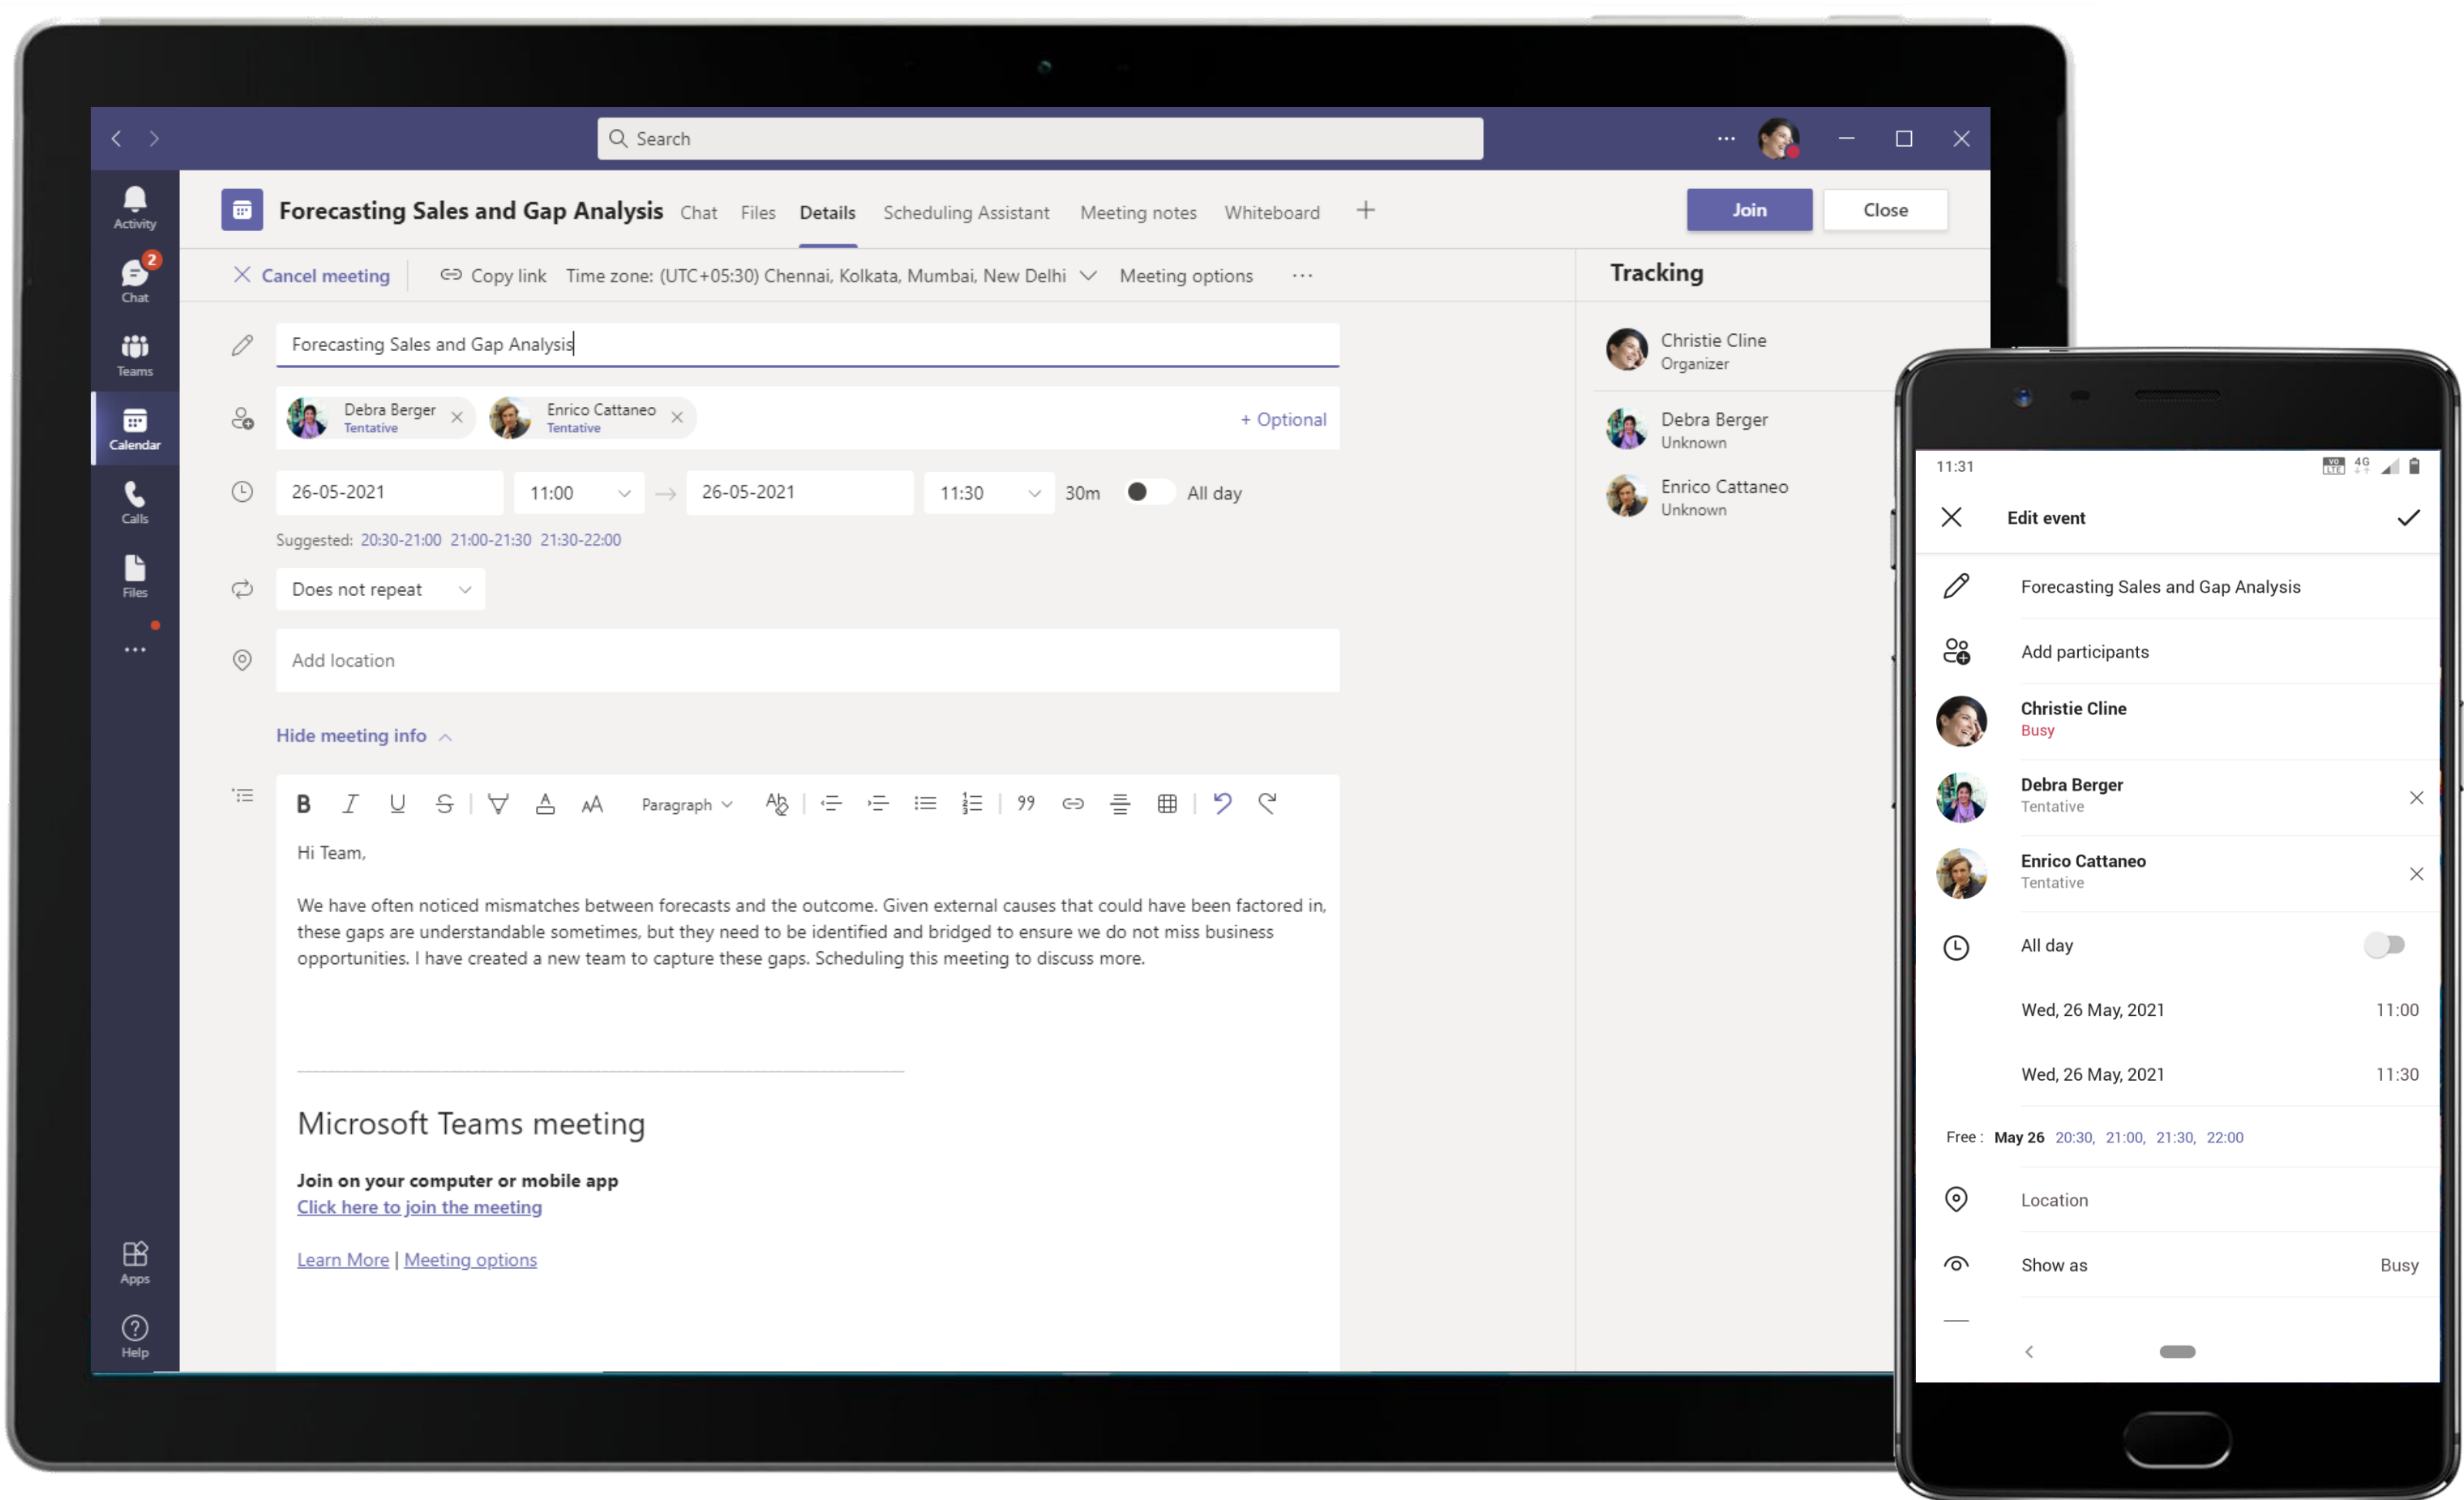 Search
Activity
2
Chat
Teams
Calendar
Calls
Files
Apps
Help
Forecasting Sales and Gap Analysis Chat Files Details Scheduling Assistant Meeting notes Whiteboard
Join Close
Cancel meeting Copy link Time zone: (UTC+05:30) Chennai, Kolkata, Mumbai, New Delhi Meeting options
Forecasting Sales and Gap Analysis
Debra Berger Enrico Cattaneo
Tentative Tentative
+ Optional
26-05-2021 11:00 26-05-2021 11:30 30m All day
Suggested: 20:30-21:00 21:00-21:30 21:30-22:00
Does not repeat
Add location
Hide meeting info
Paragraph
Hi Team,
We have often noticed mismatches between forecasts and the outcome. Given external causes that could have been factored in,
these gaps are understandable sometimes, but they need to be identified and bridged to ensure we do not miss business
opportunities. I have created a new team to capture these gaps. Scheduling this meeting to discuss more.
Microsoft Teams meeting
Join on your computer or mobile app
Click here to join the meeting
Learn More | Meeting options
Tracking
Christie Cline
Organizer
Debra Berger
Unknown
Enrico Cattaneo
Unknown
11:31 VO LTE 4G
Edit event
Forecasting Sales and Gap Analysis
Add participants
Christie Cline
Busy
Debra Berger
Tentative
Enrico Cattaneo
Tentative
All day
Wed, 26 May, 2021 11:00
Wed, 26 May, 2021 11:30
Free : May 26 20:30, 21:00, 21:30, 22:00
Location
Show as Busy